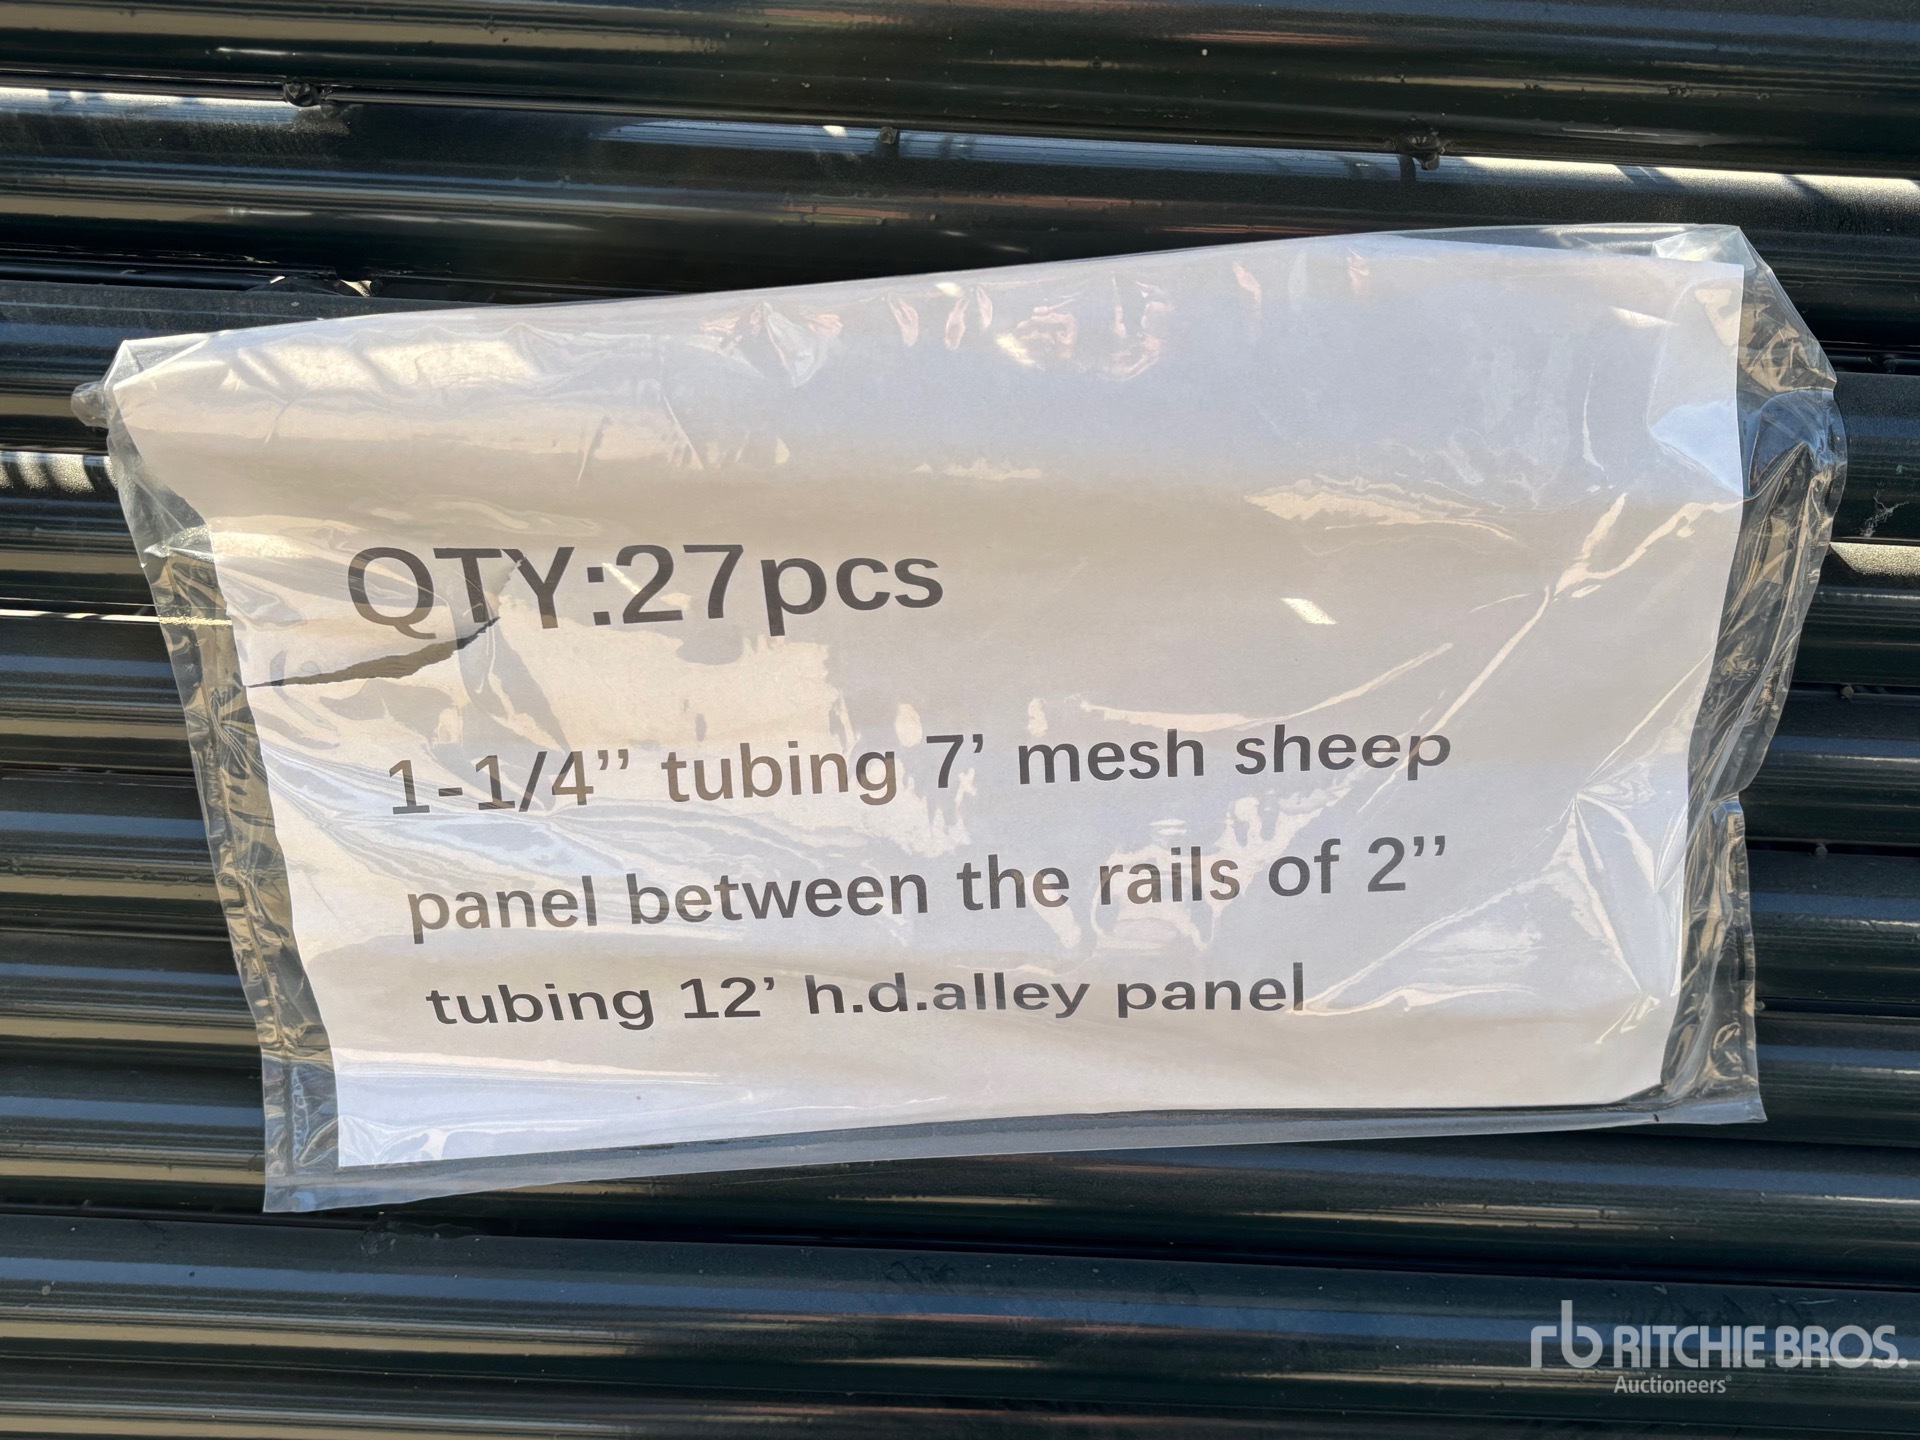 QTY:27pcs
1-1/4’’ tubing 7’ mesh sheep
panel between the rails of 2’’
tubing 12’ h.d.alley panel
rb RITCHIE BROS.
Auctioneers